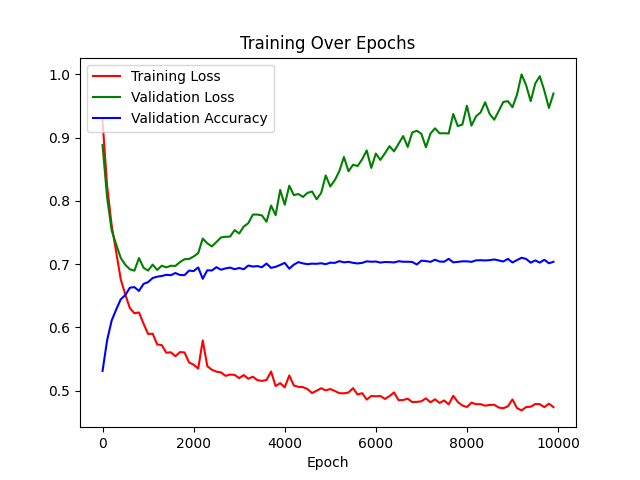 Training Over Epochs
Training Loss
Validation Loss
Validation Accuracy
1.0
0.9
0.8
0.7
0.6
0.5
0 2000 4000 6000 8000 10000
Epoch